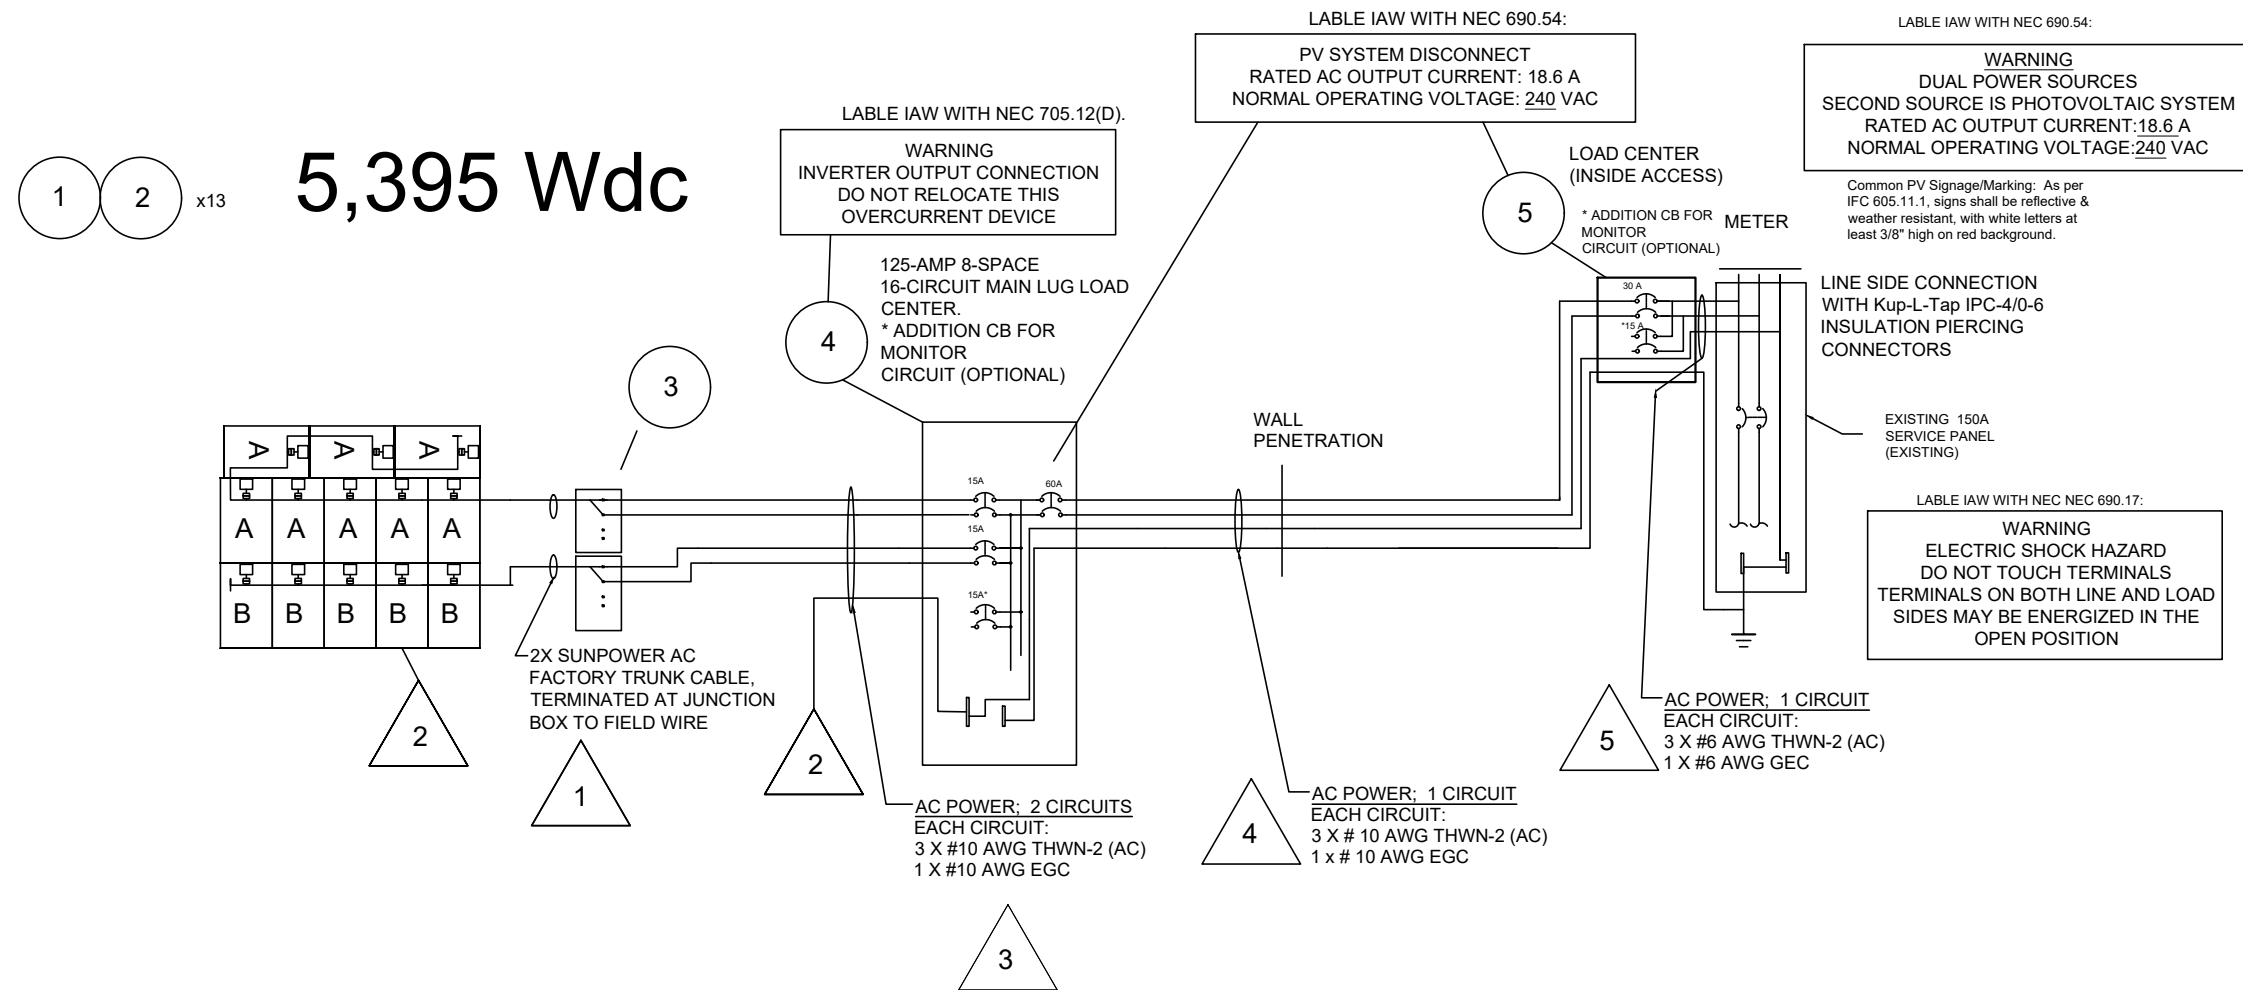 LABLE IAW WITH NEC 690.54:
PV SYSTEM DISCONNECT
RATED AC OUTPUT CURRENT: 18.6 A
NORMAL OPERATING VOLTAGE: 240 VAC
LABLE IAW WITH NEC 690.54:
WARNING
DUAL POWER SOURCES
SECOND SOURCE IS PHOTOVOLTAIC SYSTEM
RATED AC OUTPUT CURRENT:18.6 A
NORMAL OPERATING VOLTAGE:240 VAC
Common PV Signage/Marking: As per
IFC 605.11.1, signs shall be reflective &
weather resistant, with white letters at
least 3/8" high on red background.
1 2 x13
5,395 Wdc
LABLE IAW WITH NEC 705.12(D).
WARNING
INVERTER OUTPUT CONNECTION
DO NOT RELOCATE THIS
OVERCURRENT DEVICE
4
125-AMP 8-SPACE
16-CIRCUIT MAIN LUG LOAD
CENTER.
* ADDITION CB FOR
MONITOR
CIRCUIT (OPTIONAL)
5
LOAD CENTER
(INSIDE ACCESS)
* ADDITION CB FOR
MONITOR
CIRCUIT (OPTIONAL)
METER
30 A
*15 A
LINE SIDE CONNECTION
WITH Kup-L-Tap IPC-4/0-6
INSULATION PIERCING
CONNECTORS
3
WALL
PENETRATION
EXISTING 150A
SERVICE PANEL
(EXISTING)
A A A
A A A A A
B B B B B
15A
60A
15A
15A*
LABLE IAW WITH NEC NEC 690.17:
WARNING
ELECTRIC SHOCK HAZARD
DO NOT TOUCH TERMINALS
TERMINALS ON BOTH LINE AND LOAD
SIDES MAY BE ENERGIZED IN THE
OPEN POSITION
2
2X SUNPOWER AC
FACTORY TRUNK CABLE,
TERMINATED AT JUNCTION
BOX TO FIELD WIRE
1
2
AC POWER; 2 CIRCUITS
EACH CIRCUIT:
3 X #10 AWG THWN-2 (AC)
1 X #10 AWG EGC
3
4
AC POWER; 1 CIRCUIT
EACH CIRCUIT:
3 X # 10 AWG THWN-2 (AC)
1 x # 10 AWG EGC
5
AC POWER; 1 CIRCUIT
EACH CIRCUIT:
3 X #6 AWG THWN-2 (AC)
1 X #6 AWG GEC